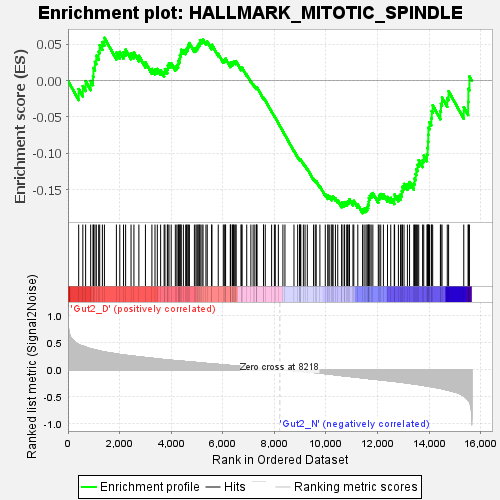 Enrichment plot: HALLMARK_MITOTIC_SPINDLE
Enrichment score (ES)
0.05
0.00
-0.05
-0.10
-0.15
Ranked list metric (Signal2Noise)
1.0
0.5
0.0
-0.5
-1.0
'Gut2_D' (positively correlated)
Zero cross at 8218
'Gut2_N' (negatively correlated)
0
2,000
4,000
6,000
8,000
10,000
12,000
14,000
16,000
Rank in Ordered Dataset
Enrichment profile
Hits
Ranking metric scores